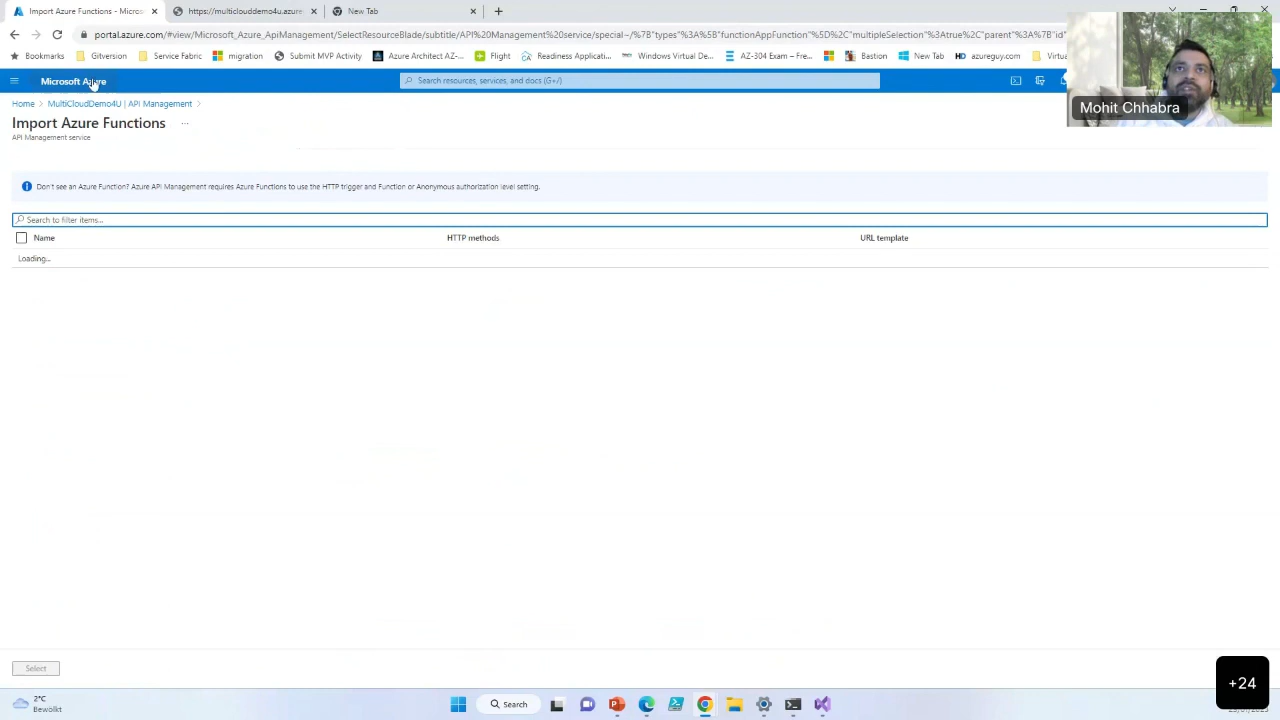 Import Azure Functions - Micros
https://multiclouddemo4u.azure
New Tab
portal.azure.com/#view/Microsoft_Azure_ApiManagement/SelectResourceBlade/subtitle/API%20Management%20service/special~/%7B"types"%3A%5B"functionAppFunction"%5D%2C"multipleSelection"%3Atrue%2C"parent"%3A%7B"id"
Bookmarks
Gitversion
Service Fabric
migration
Submit MVP Activity
Azure Architect AZ-...
Flight
Readiness Applicati...
Windows Virtual De...
AZ-304 Exam – Fre...
Bastion
New Tab
HD azureguy.com
Virtua
Microsoft Azure
Search resources, services, and docs (G+/)
Home > MultiCloudDemo4U | API Management >
Import Azure Functions ...
API Management service
Mohit Chhabra
Don't see an Azure Function? Azure API Management requires Azure Functions to use the HTTP trigger and Function or Anonymous authorization level setting.
Search to filter items...
Name HTTP methods URL template
Loading...
Select
+24
2°C
Bewölkt
Search